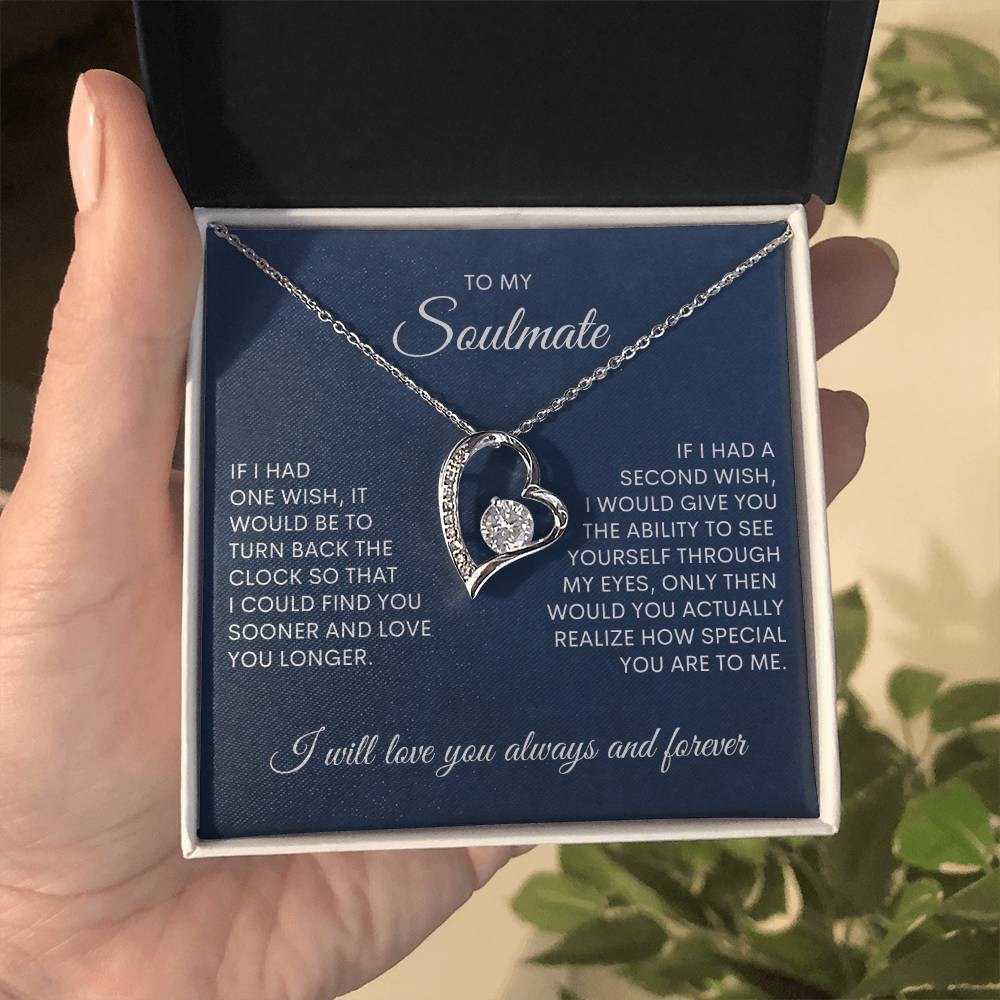 TO MY
Soulmate
IF I HAD
ONE WISH, IT
WOULD BE TO
TURN BACK THE
CLOCK SO THAT
I COULD FIND YOU
SOONER AND LOVE
YOU LONGER.
IF I HAD A
SECOND WISH,
I WOULD GIVE YOU
THE ABILITY TO SEE
YOURSELF THROUGH
MY EYES, ONLY THEN
WOULD YOU ACTUALLY
REALIZE HOW SPECIAL
YOU ARE TO ME.
I will love you always and forever